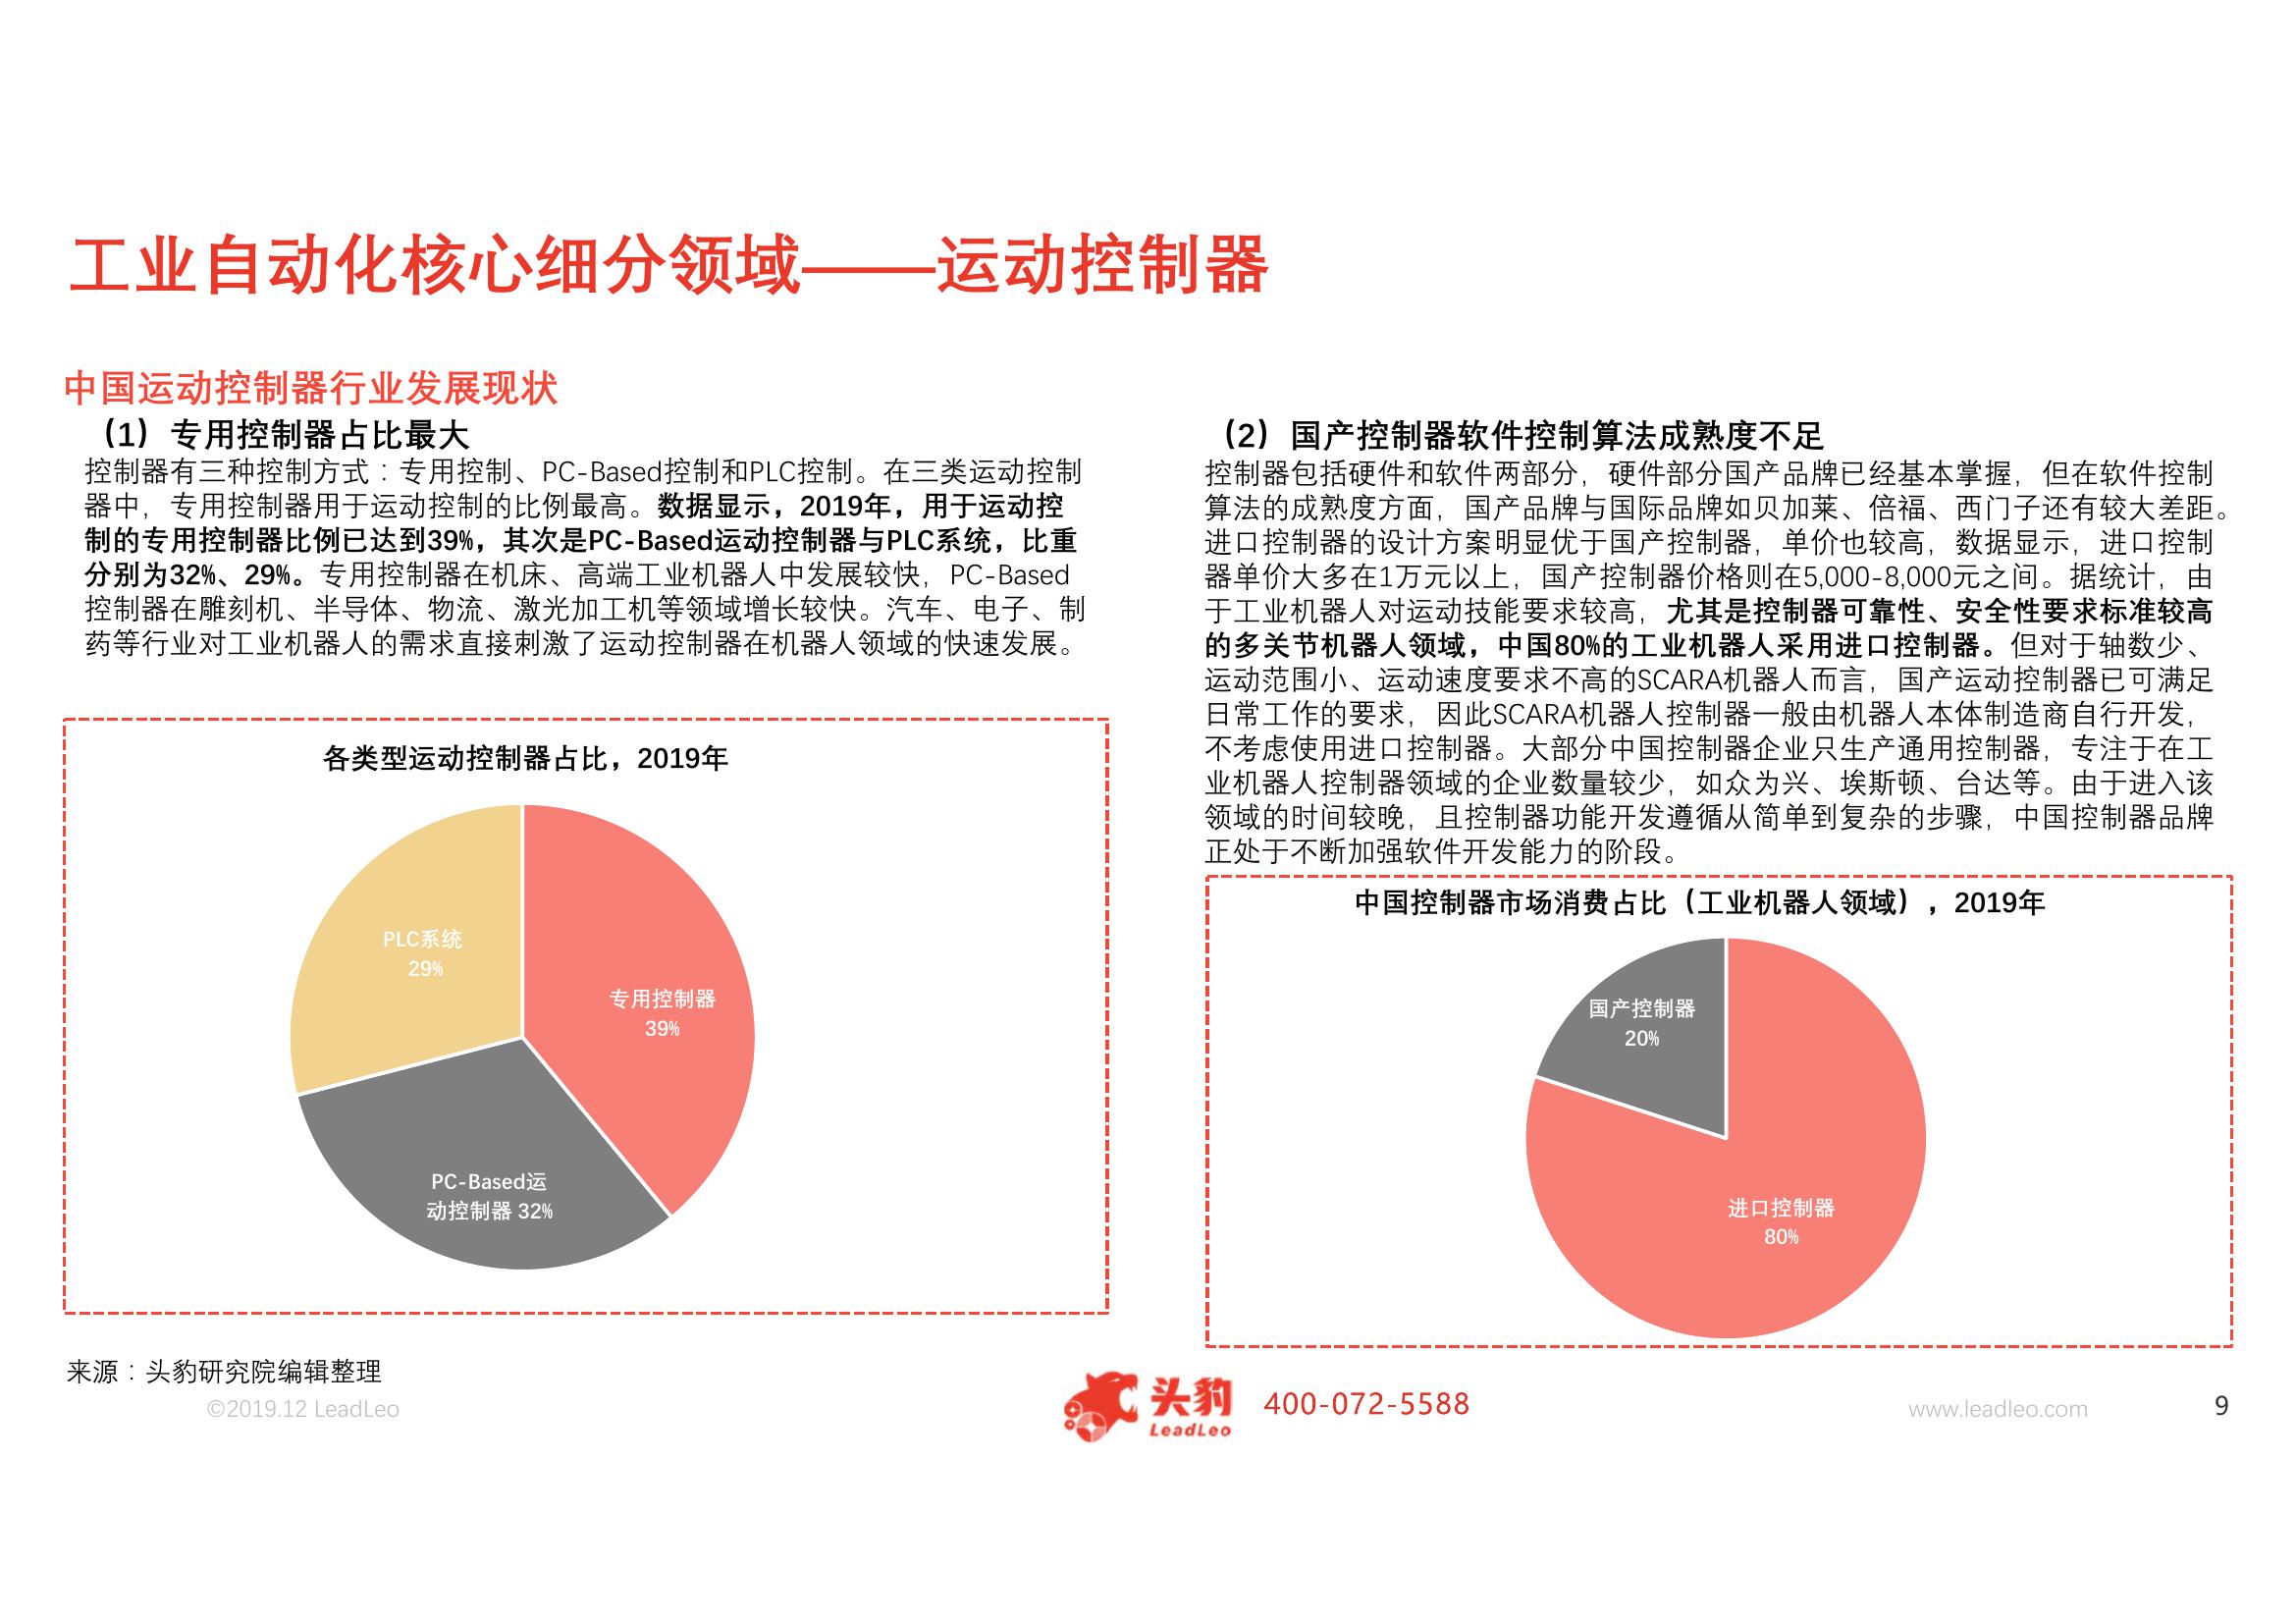 工业自动化核心细分领域——运动控制器
中国运动控制器行业发展现状
（1）专用控制器占比最大
控制器有三种控制方式：专用控制、PC-Based控制和PLC控制。在三类运动控制
器中，专用控制器用于运动控制的比例最高。数据显示，2019年，用于运动控
制的专用控制器比例已达到39%，其次是PC-Based运动控制器与PLC系统，比重
分别为32%、29%。专用控制器在机床、高端工业机器人中发展较快，PC-Based
控制器在雕刻机、半导体、物流、激光加工机等领域增长较快。汽车、电子、制
药等行业对工业机器人的需求直接刺激了运动控制器在机器人领域的快速发展。
各类型运动控制器占比，2019年
PLC系统
29%
专用控制器
39%
PC-Based运
动控制器 32%
（2）国产控制器软件控制算法成熟度不足
控制器包括硬件和软件两部分，硬件部分国产品牌已经基本掌握，但在软件控制
算法的成熟度方面，国产品牌与国际品牌如贝加莱、倍福、西门子还有较大差距。
进口控制器的设计方案明显优于国产控制器，单价也较高，数据显示，进口控制
器单价大多在1万元以上，国产控制器价格则在5,000-8,000元之间。据统计，由
于工业机器人对运动技能要求较高，尤其是控制器可靠性、安全性要求标准较高
的多关节机器人领域，中国80%的工业机器人采用进口控制器。但对于轴数少、
运动范围小、运动速度要求不高的SCARA机器人而言，国产运动控制器已可满足
日常工作的要求，因此SCARA机器人控制器一般由机器人本体制造商自行开发，
不考虑使用进口控制器。大部分中国控制器企业只生产通用控制器，专注于在工
业机器人控制器领域的企业数量较少，如众为兴、埃斯顿、台达等。由于进入该
领域的时间较晚，且控制器功能开发遵循从简单到复杂的步骤，中国控制器品牌
正处于不断加强软件开发能力的阶段。
中国控制器市场消费占比（工业机器人领域），2019年
国产控制器
20%
进口控制器
80%
来源：头豹研究院编辑整理
©2019.12 LeadLeo
头豹
LeadLeo
400-072-5588
www.leadleo.com
9